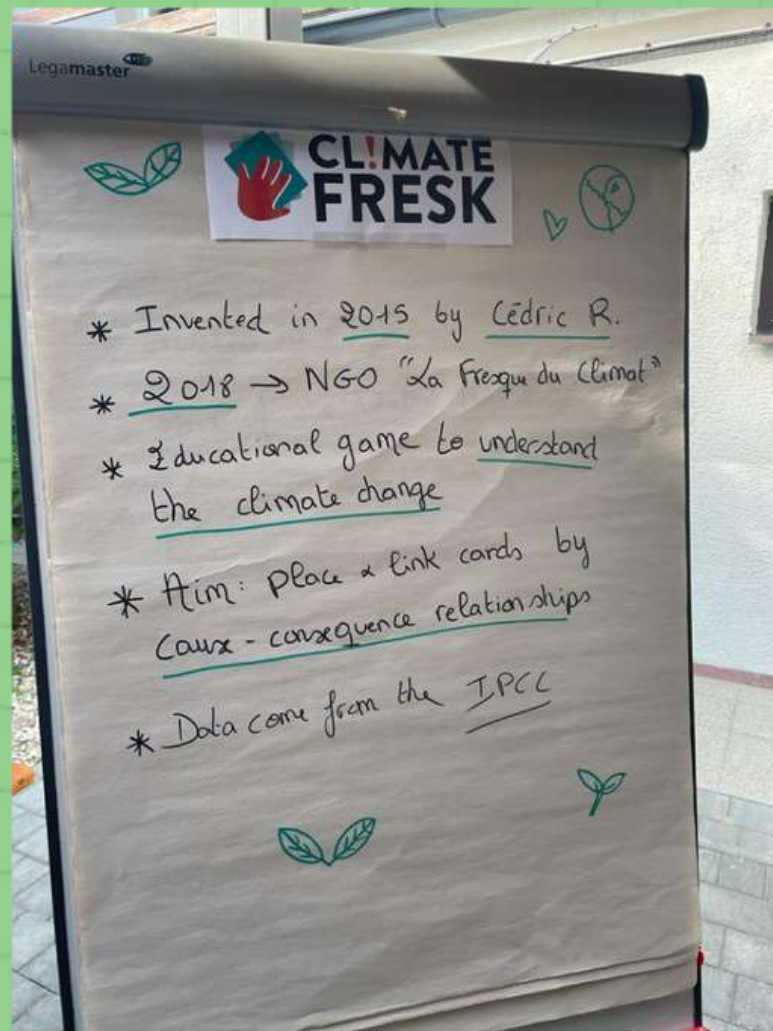 Legamaster
CL!MATE
FRESK
* Invented in 2015 by Cédric R.
* 2018 → NGO "La Fresque du Climat"
* Educational game to understand
the climate change
* Aim: place & link cards by
cause - consequence relationships
* Data come from the IPCC